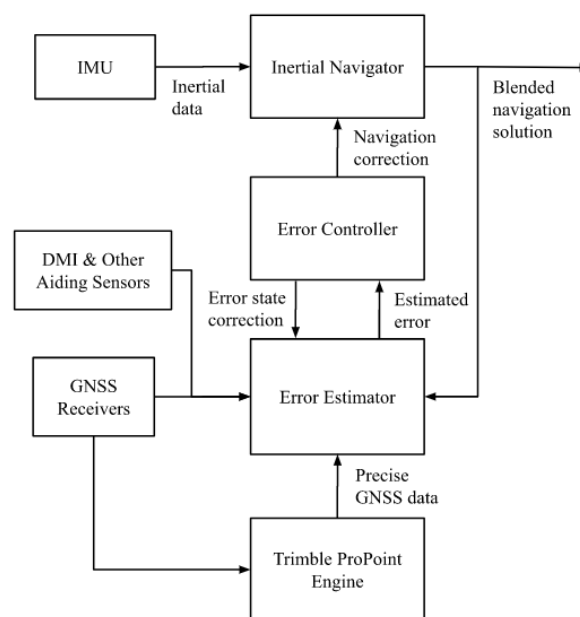 IMU
Inertial
data
Inertial Navigator
Blended
navigation
solution
Navigation
correction
Error Controller
DMI & Other
Aiding Sensors
Error state
correction
Estimated
error
GNSS
Receivers
Error Estimator
Precise
GNSS data
Trimble ProPoint
Engine